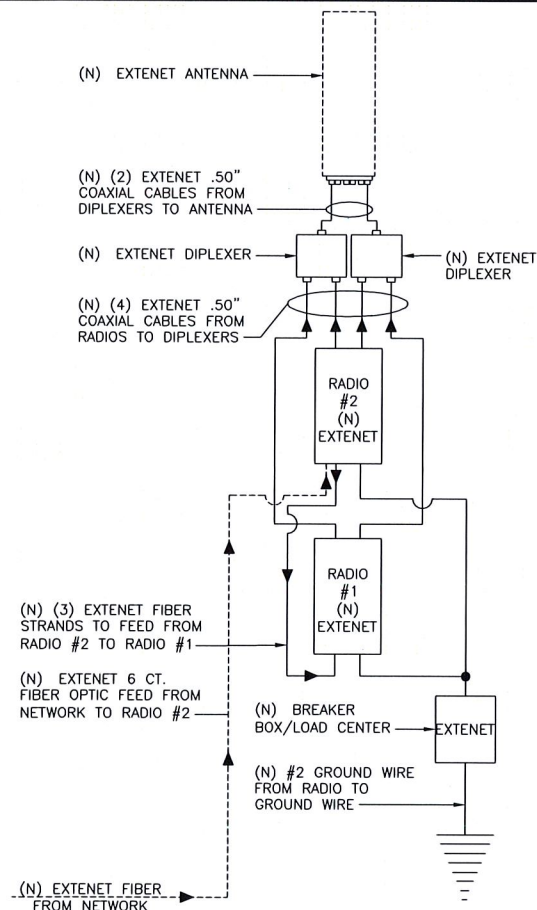 (N) EXTENET ANTENNA
(N) (2) EXTENET .50"
COAXIAL CABLES FROM
DIPLEXERS TO ANTENNA
(N) EXTENET DIPLEXER
(N) EXTENET
DIPLEXER
(N) (4) EXTENET .50"
COAXIAL CABLES FROM
RADIOS TO DIPLEXERS
RADIO
#2
(N)
EXTENET
RADIO
#1
(N)
EXTENET
(N) (3) EXTENET FIBER
STRANDS TO FEED FROM
RADIO #2 TO RADIO #1
(N) EXTENET 6 CT.
FIBER OPTIC FEED FROM
NETWORK TO RADIO #2
(N) BREAKER
BOX/LOAD CENTER
EXTENET
(N) #2 GROUND WIRE
FROM RADIO TO
GROUND WIRE
(N) EXTENET FIBER
FROM NETWORK